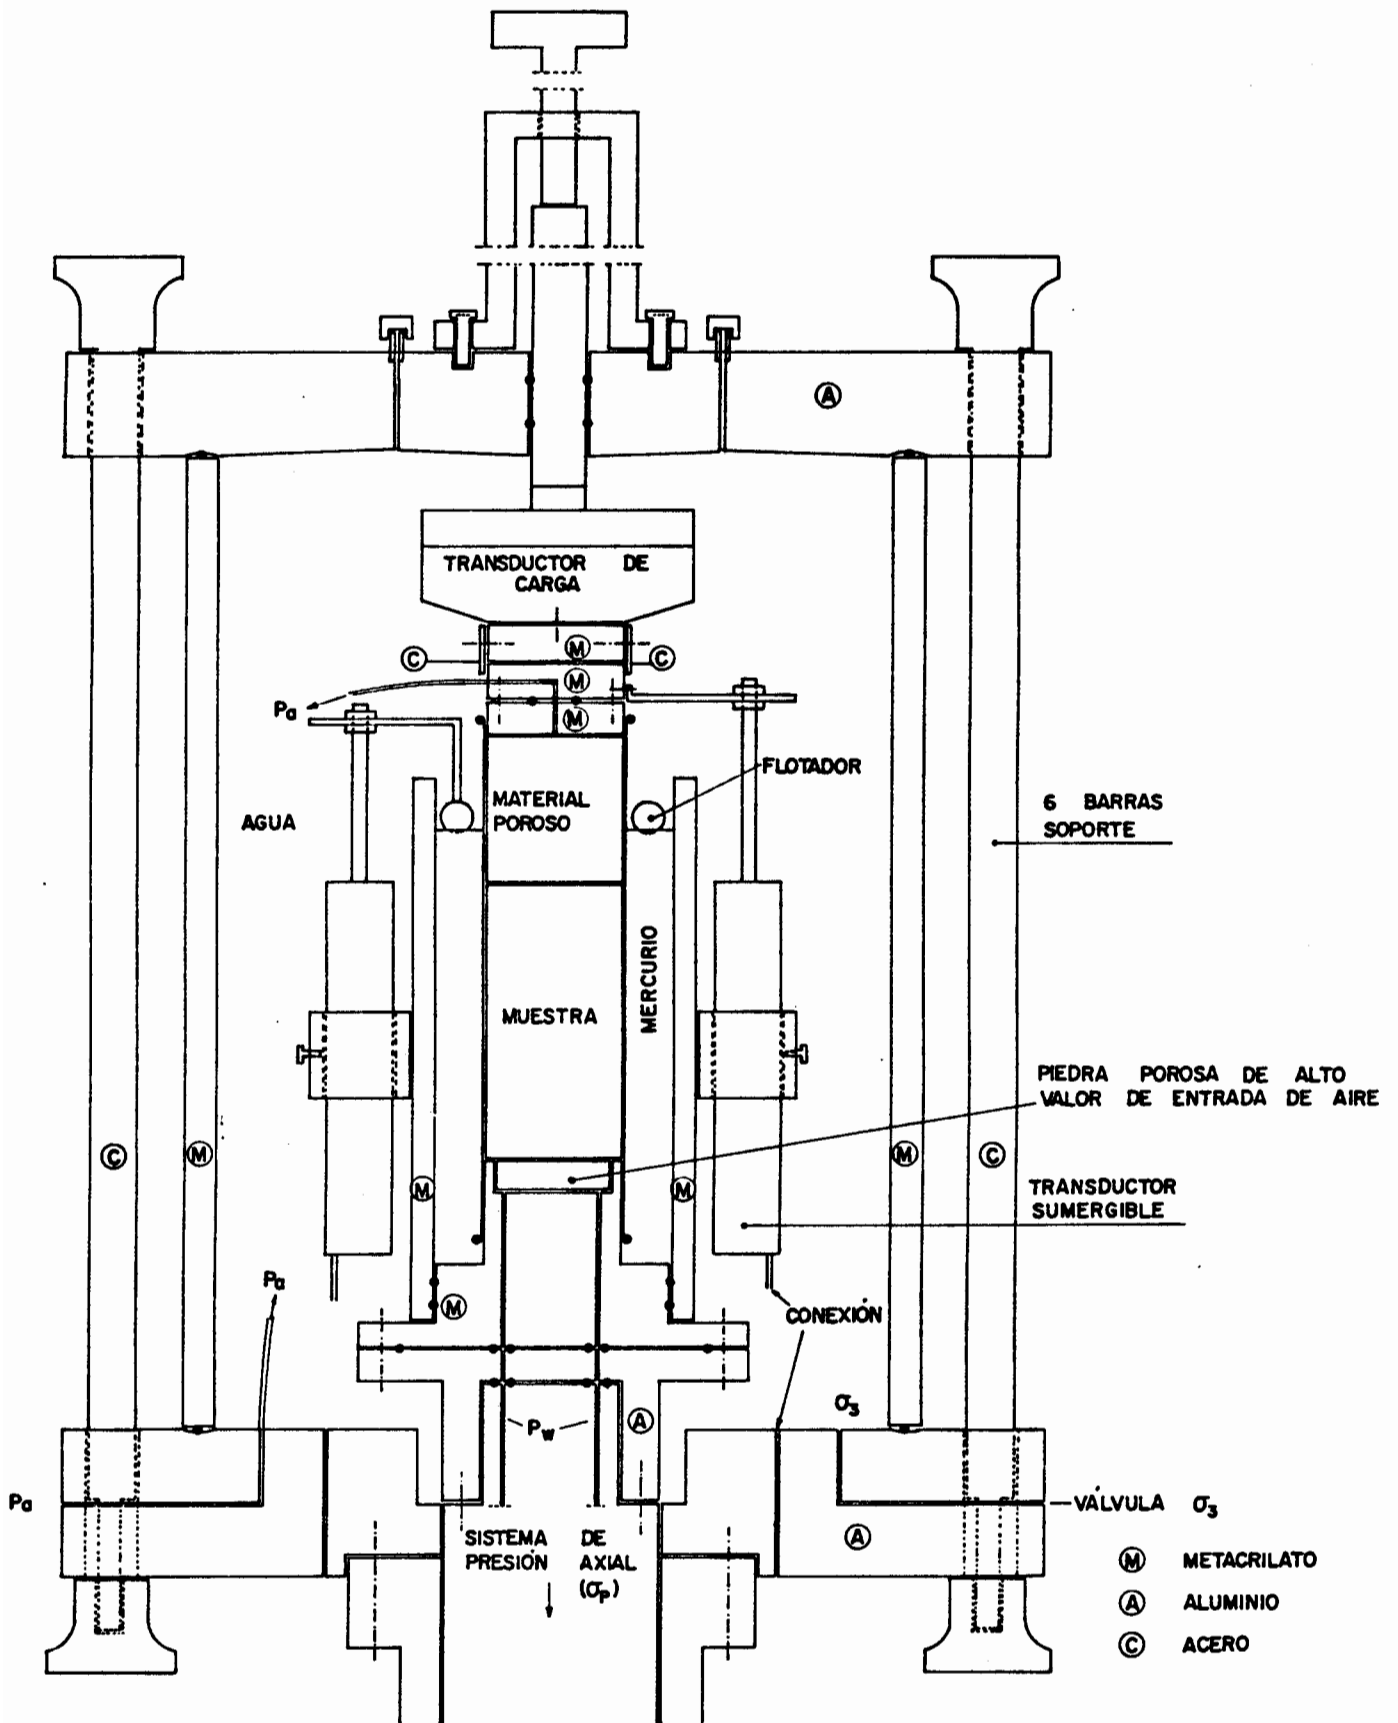 A
TRANSDUCTOR DE
CARGA
M
C
C
M
Pa
M
FLOTADOR
MATERIAL
POROSO
AGUA
6 BARRAS
SOPORTE
MERCURIO
MUESTRA
PIEDRA POROSA DE ALTO
VALOR DE ENTRADA DE AIRE
C
M
M
C
M
M
TRANSDUCTOR
SUMERGIBLE
Pa
M
CONEXIÓN
σ3
A
Pw
Pa
VÁLVULA σ3
SISTEMA DE
PRESIÓN AXIAL
(σP)
A
M METACRILATO
A ALUMINIO
C ACERO